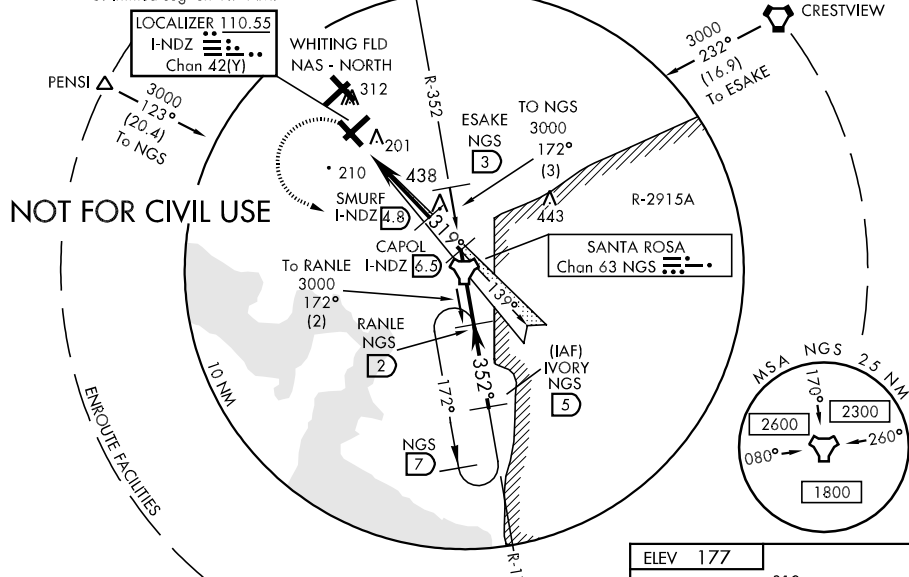 LOCALIZER 110.55
I-NDZ
Chan 42(Y)
WHITING FLD
NAS - NORTH
312
CRESTVIEW
3000
232°
(16.9)
To ESAKE
PENSI
3000
123°
(20.4)
To NGS
R-352
ESAKE
NGS
3
TO NGS
3000
172°
(3)
201
210
438
443
R-2915A
NOT FOR CIVIL USE
SMURF
I-NDZ 4.8
319°
CAPOL
I-NDZ 6.5
SANTA ROSA
Chan 63 NGS
139°
To RANLE
3000
172°
(2)
RANLE
NGS
2
(IAF)
IVORY
NGS
5
352°
172°
NGS
7
10 NM
ENROUTE FACILITIES
MSA NGS 25 NM
170°
2600
2300
080°
260°
1800
ELEV 177